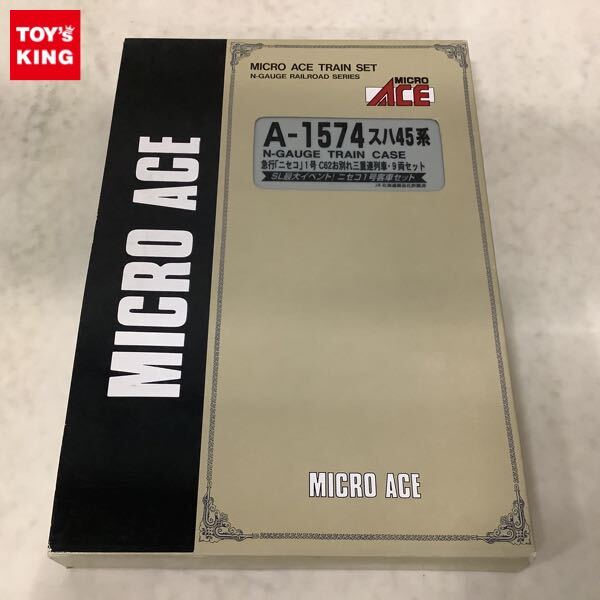 TOY's
KING
MICRO ACE TRAIN SET
N-GAUGE RAILROAD SERIES
MICRO
ACE
A-1574 スハ45系
N-GAUGE TRAIN CASE
急行「ニセコ」1号 C62お別れ三重連列車・9両セット
SL最大イベント!ニセコ1号客車セット
MICRO ACE
MICRO ACE